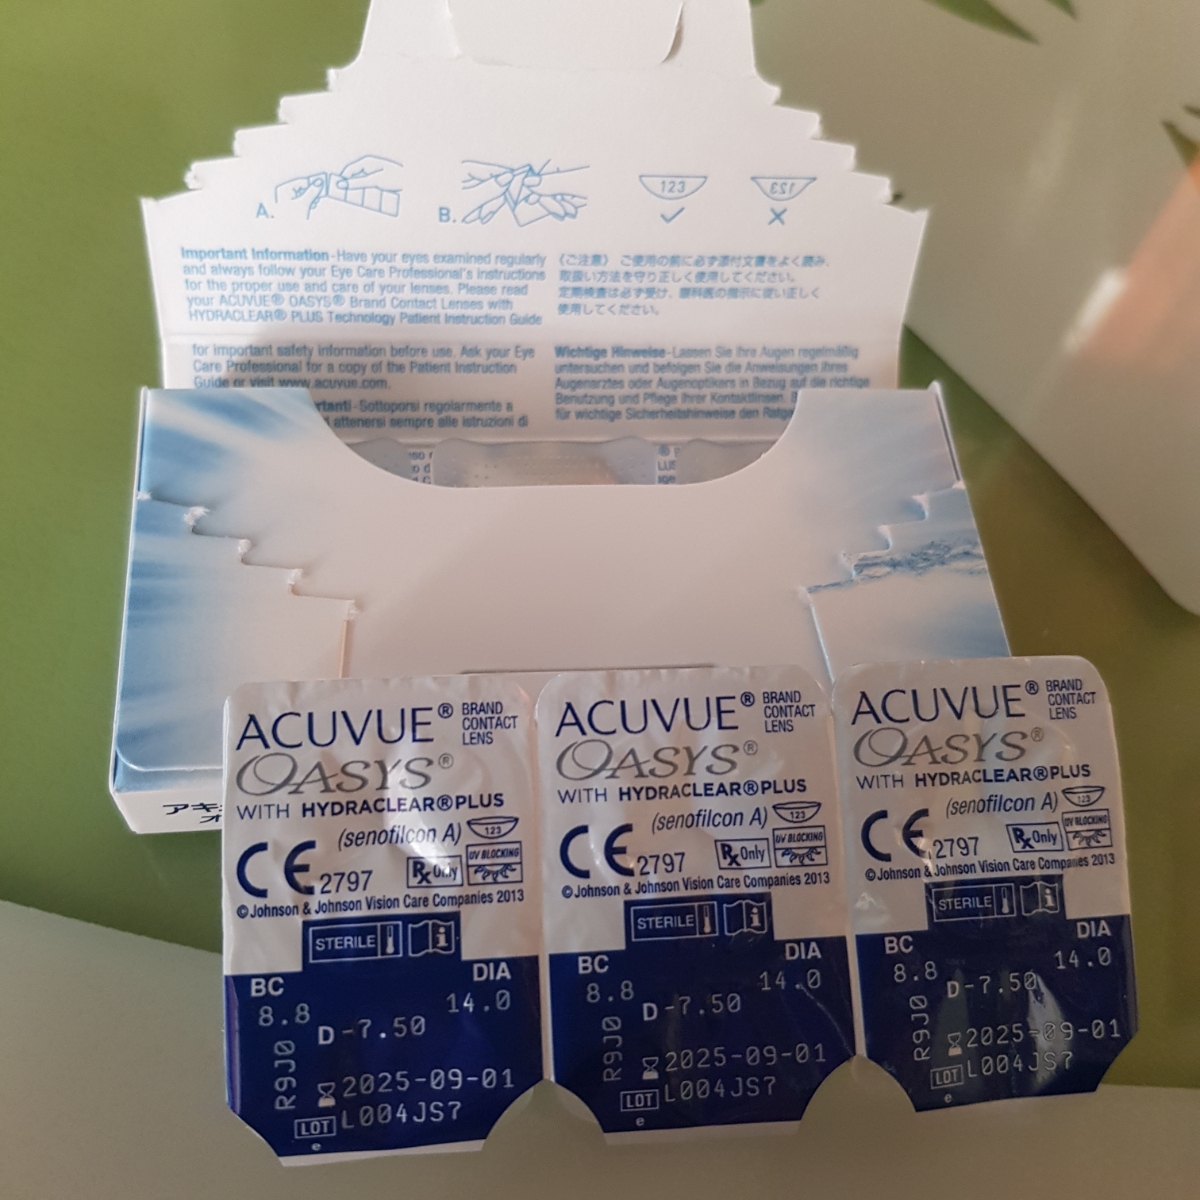 A.
B.
123
123
Important Information-Have your eyes examined regularly
and always follow your Eye Care Professional's instructions
for the proper use and care of your lenses. Please read
your ACUVUE® OASYS® Brand Contact Lenses with
HYDRACLEAR® PLUS Technology Patient Instruction Guide
for important safety information before use. Ask your Eye
Care Professional for a copy of the Patient Instruction
Guide or visit www.acuvue.com.
rtanti-Sottoporsi regolarmente a
attenersi sempre alle istruzioni di
《ご注意》 ご使用の前に必ず添付文書をよく読み、
取扱い方法を守り正しく使用してください。
定期検査は必ず受け、眼科医の指示に従い正しく
使用してください。
Wichtige Hinweise-Lassen Sie Ihre Augen regelmäßig
untersuchen und befolgen Sie die Anweisungen Ihres
Augenarztes oder Augenoptikers in Bezug auf die richtige
Benutzung und Pflege Ihrer Kontaktlinsen.
für wichtige Sicherheitshinweise den
ACUVUE® BRAND
CONTACT
LENS
OASYS®
WITH HYDRACLEAR®PLUS
(senofilcon A) 123
CE 2797 Rx Only UV BLOCKING
© Johnson & Johnson Vision Care Companies 2013
STERILE i
BC DIA
8.8 14.0
D -7.50
R9J0
2025-09-01
LOT L004JS7
e
ACUVUE® BRAND
CONTACT
LENS
OASYS®
WITH HYDRACLEAR®PLUS
(senofilcon A) 123
CE 2797 Rx Only UV BLOCKING
© Johnson & Johnson Vision Care Companies 2013
STERILE i
BC DIA
8.8 14.0
D -7.50
R9J0
2025-09-01
LOT L004JS7
e
ACUVUE® BRAND
CONTACT
LENS
OASYS®
WITH HYDRACLEAR®PLUS
(senofilcon A) 123
CE 2797 Rx Only UV BLOCKING
© Johnson & Johnson Vision Care Companies 2013
STERILE i
BC DIA
8.8 14.0
D -7.50
R9J0
2025-09-01
LOT L004JS7
e